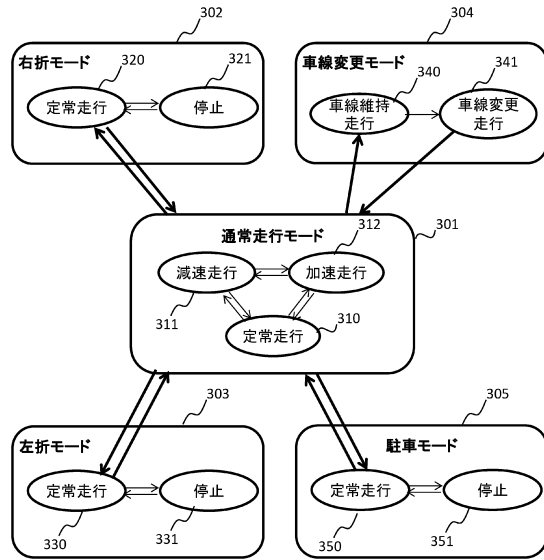 302
右折モード
320
321
定常走行
停止
304
車線変更モード
340
341
車線維持
走行
車線変更
走行
301
通常走行モード
312
減速走行
加速走行
311
310
定常走行
303
左折モード
定常走行
停止
330
331
305
駐車モード
定常走行
停止
350
351